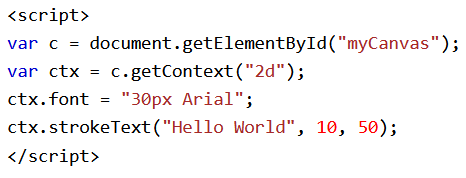 <script>
var c = document.getElementById("myCanvas");
var ctx = c.getContext("2d");
ctx.font = "30px Arial";
ctx.strokeText("Hello World", 10, 50);
</script>